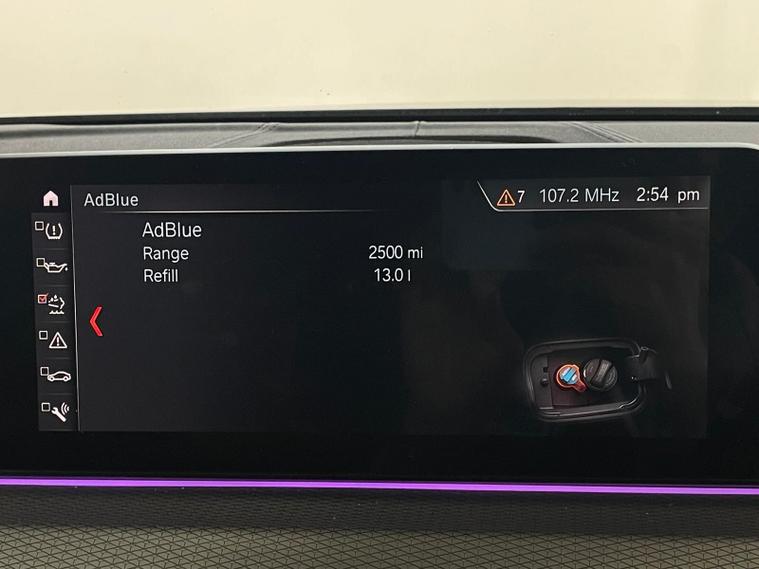 AdBlue
7 107.2 MHz 2:54 pm
AdBlue
Range 2500 mi
Refill 13.0 l